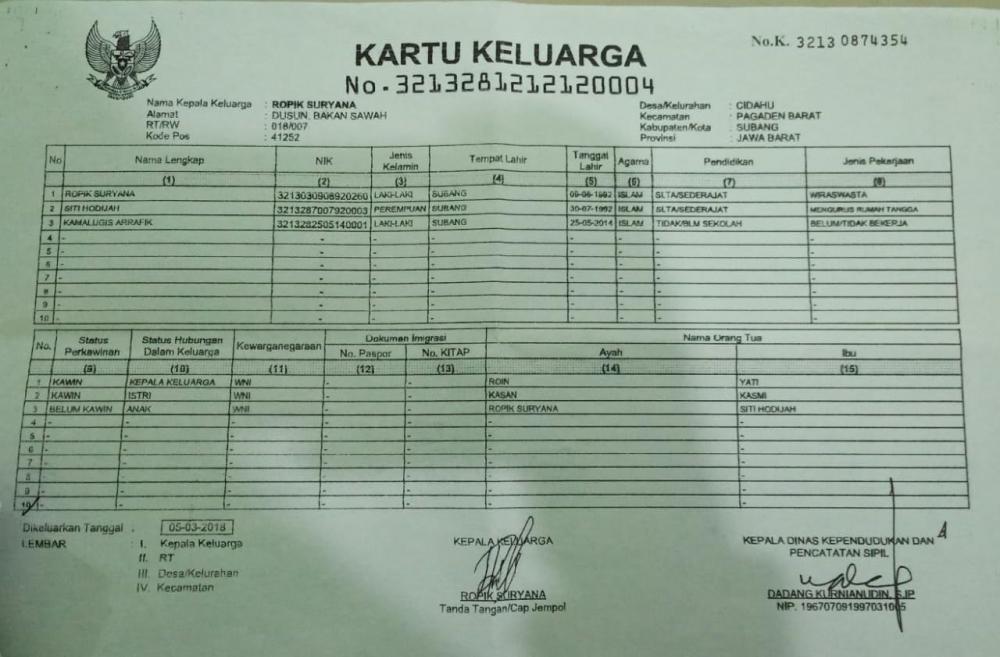 No.K. 3213 0874354
KARTU KELUARGA
No. 3213281212120004
Nama Kepala Keluarga : ROPIK SURYANA
Alamat : DUSUN. BAKAN SAWAH
RT/RW : 018/007
Kode Pos : 41252
Desa/Kelurahan : CIDAHU
Kecamatan : PAGADEN BARAT
Kabupaten/Kota : SUBANG
Provinsi : JAWA BARAT
No Nama Lengkap NIK Jenis Kelamin Tempat Lahir Tanggal Lahir Agama Pendidikan Jenis Pekerjaan
(1) (2) (3) (4) (5) (6) (7) (8)
1 ROPIK SURYANA 3213030908920260 LAKI-LAKI SUBANG ISLAM SLTA/SEDERAJAT WIRASWASTA
2 SITI HODIJAH 3213287007920003 PEREMPUAN SUBANG 30-07-1992 ISLAM SLTA/SEDERAJAT MENGURUS RUMAH TANGGA
3 KAMALUGIS ARRAFIK 3213282505140001 LAKI-LAKI SUBANG 25-05-2014 ISLAM TIDAK/BLM SEKOLAH BELUM/TIDAK BEKERJA
4 - - - - - - - -
5 - - - - - - - -
6 - - - - - - - -
7 - - - - - - - -
8 - - - - - - - -
9 - - - - - - - -
10 - - - - - - - -
No. Status Perkawinan Status Hubungan Dalam Keluarga Kewarganegaraan Dokumen Imigrasi Nama Orang Tua
No. Paspor No. KITAP Ayah Ibu
(9) (10) (11) (12) (13) (14) (15)
1 KAWIN KEPALA KELUARGA WNI - - ROIN YATI
2 KAWIN ISTRI WNI - - KASAN KASMI
3 BELUM KAWIN ANAK WNI - - ROPIK SURYANA SITI HODIJAH
4 - - - - - - -
5 - - - - - - -
6 - - - - - - -
7 - - - - - - -
8 - - - - - - -
9 - - - - - - -
10 - - - - - - -
Dikeluarkan Tanggal : 05-03-2018
LEMBAR : I. Kepala Keluarga
II. RT
III. Desa/Kelurahan
IV. Kecamatan
KEPALA KELUARGA
ROPIK SURYANA
Tanda Tangan/Cap Jempol
KEPALA DINAS KEPENDUDUKAN DAN
PENCATATAN SIPIL
DADANG KURNIANUDIN, S.IP
NIP. 196707091997031005